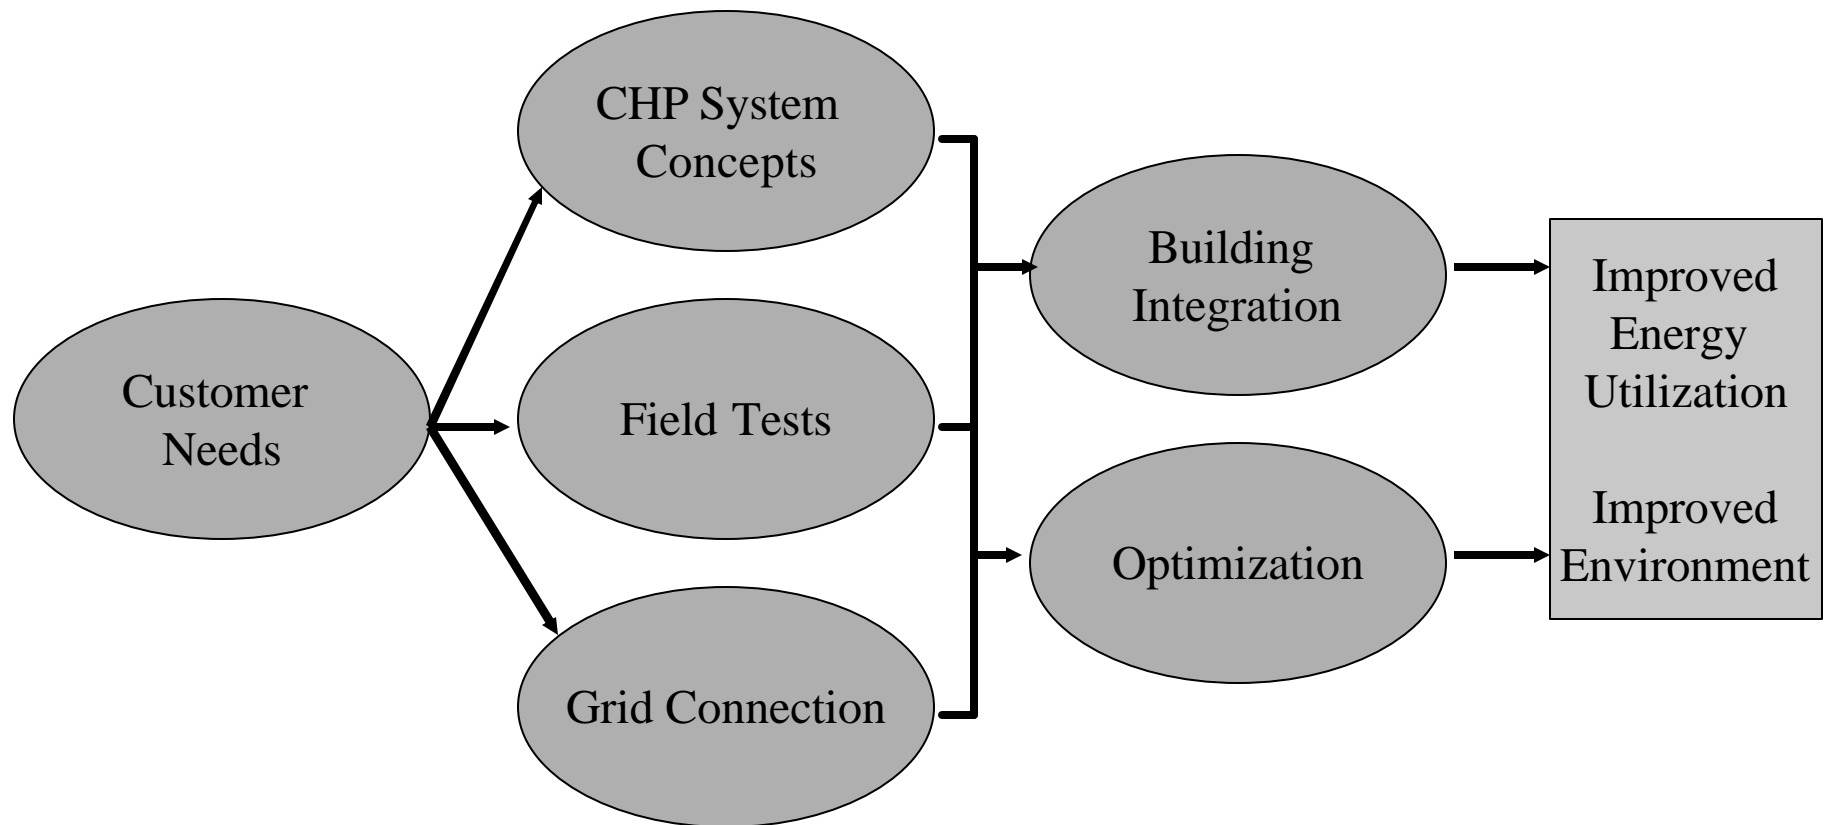 Customer
Needs
CHP System
Concepts
Field Tests
Grid Connection
Building
Integration
Optimization
Improved
Energy
Utilization
Improved
Environment